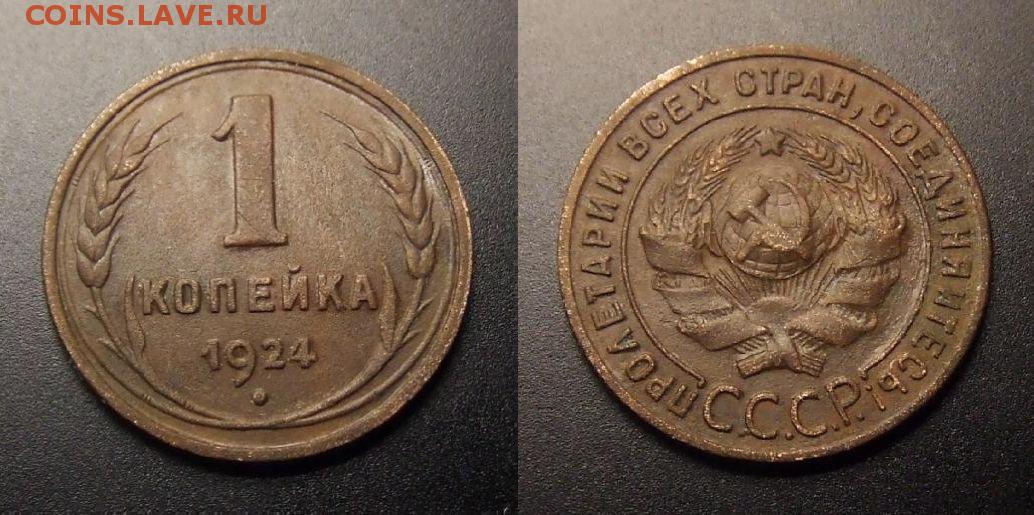 COINS.LAVE.RU
1
КОПЕЙКА
1924
ПРОЛЕТАРИИ ВСЕХ СТРАН, СОЕДИНЯЙТЕСЬ!
С.С.С.Р.